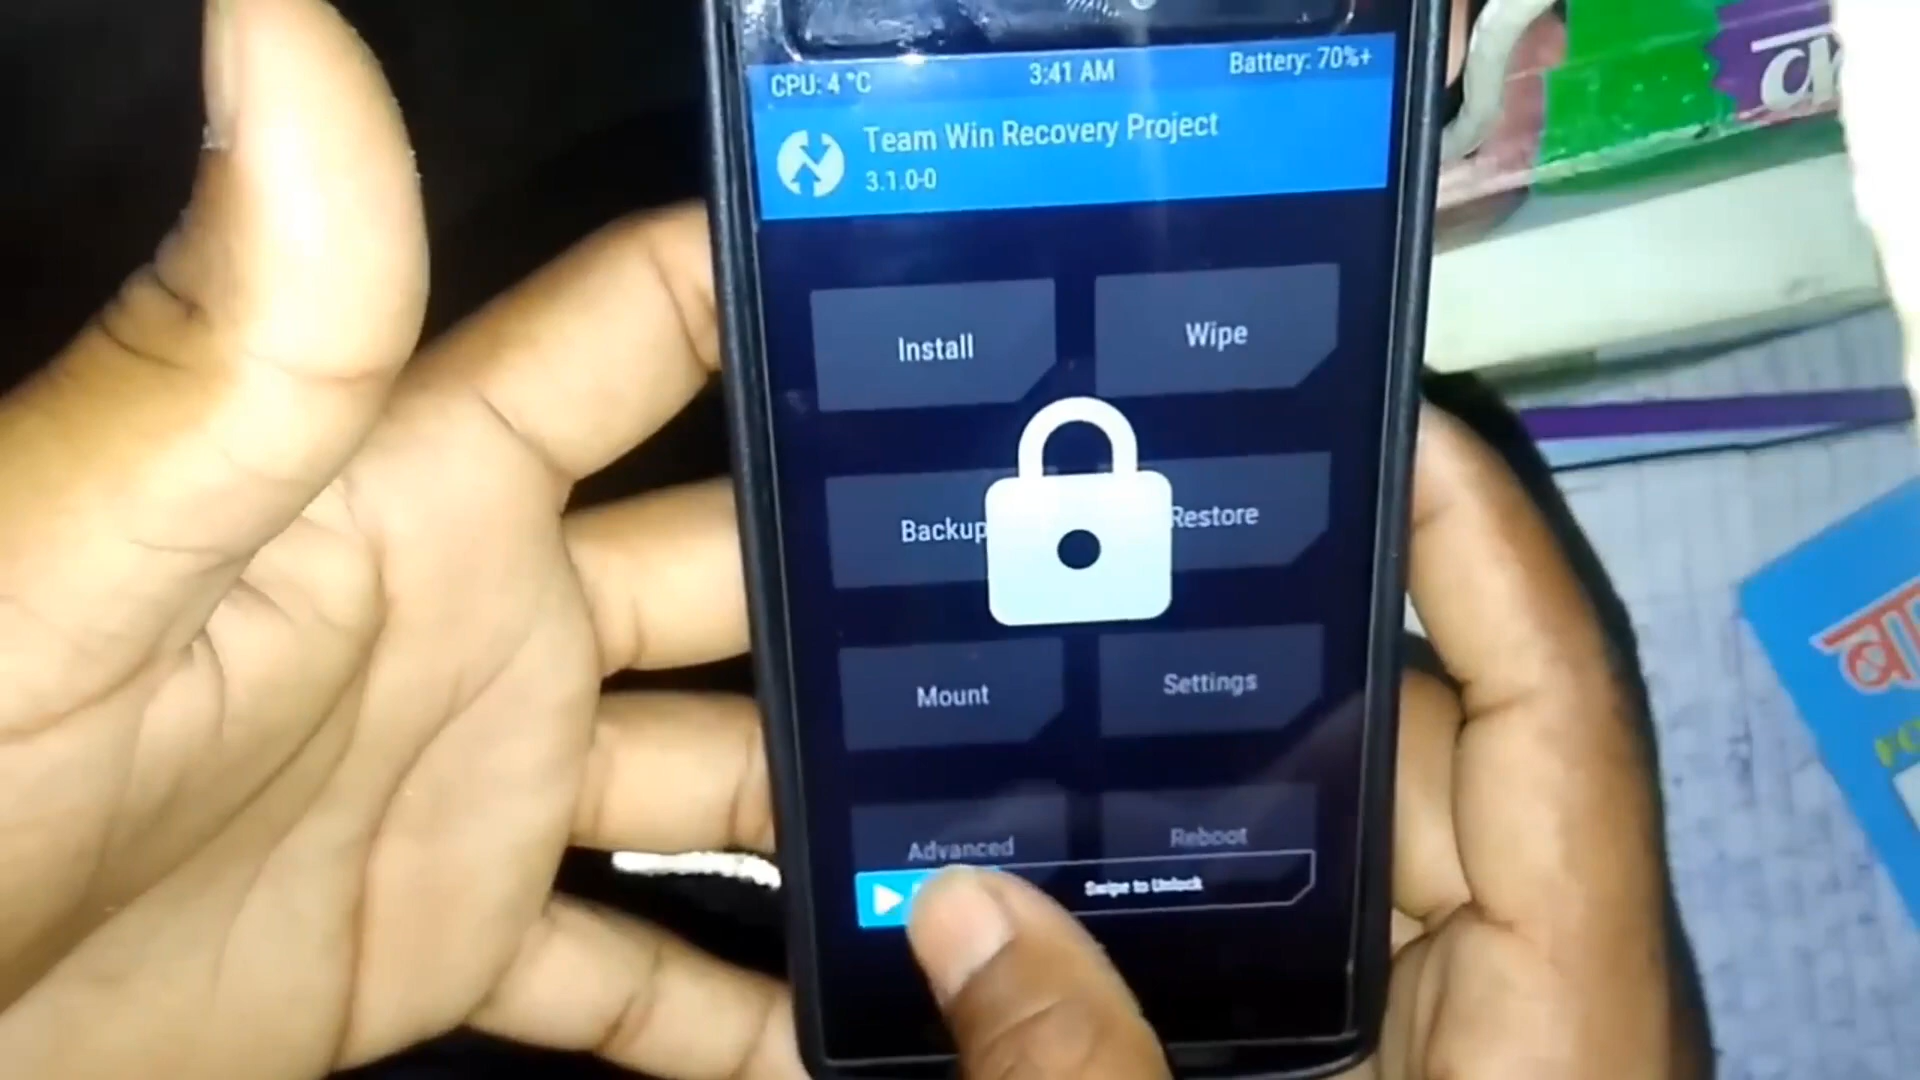 CPU: 4 °C
3:41 AM
Battery: 70%+
Team Win Recovery Project
3.1.0-0
Install
Wipe
Backup
Restore
Mount
Settings
Advanced
Reboot
Swipe to Unlock